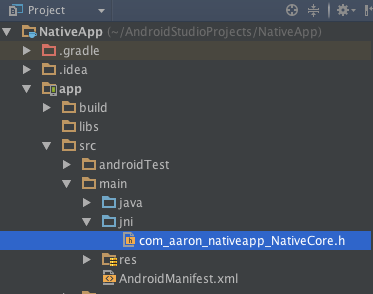 Project
NativeApp (~/AndroidStudioProjects/NativeApp)
.gradle
.idea
app
build
libs
src
androidTest
main
java
jni
com_aaron_nativeapp_NativeCore.h
res
AndroidManifest.xml